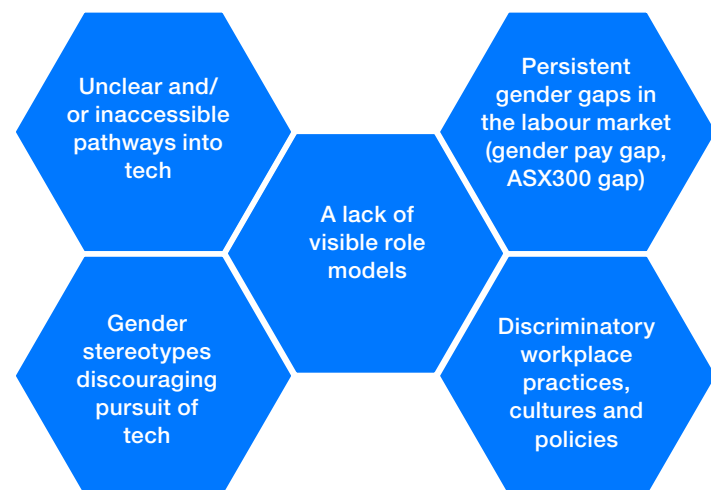 Unclear and/
or inaccessible
pathways into
tech
Persistent
gender gaps in
the labour market
(gender pay gap,
ASX300 gap)
A lack of
visible role
models
Gender
stereotypes
discouraging
pursuit of
tech
Discriminatory
workplace
practices,
cultures and
policies